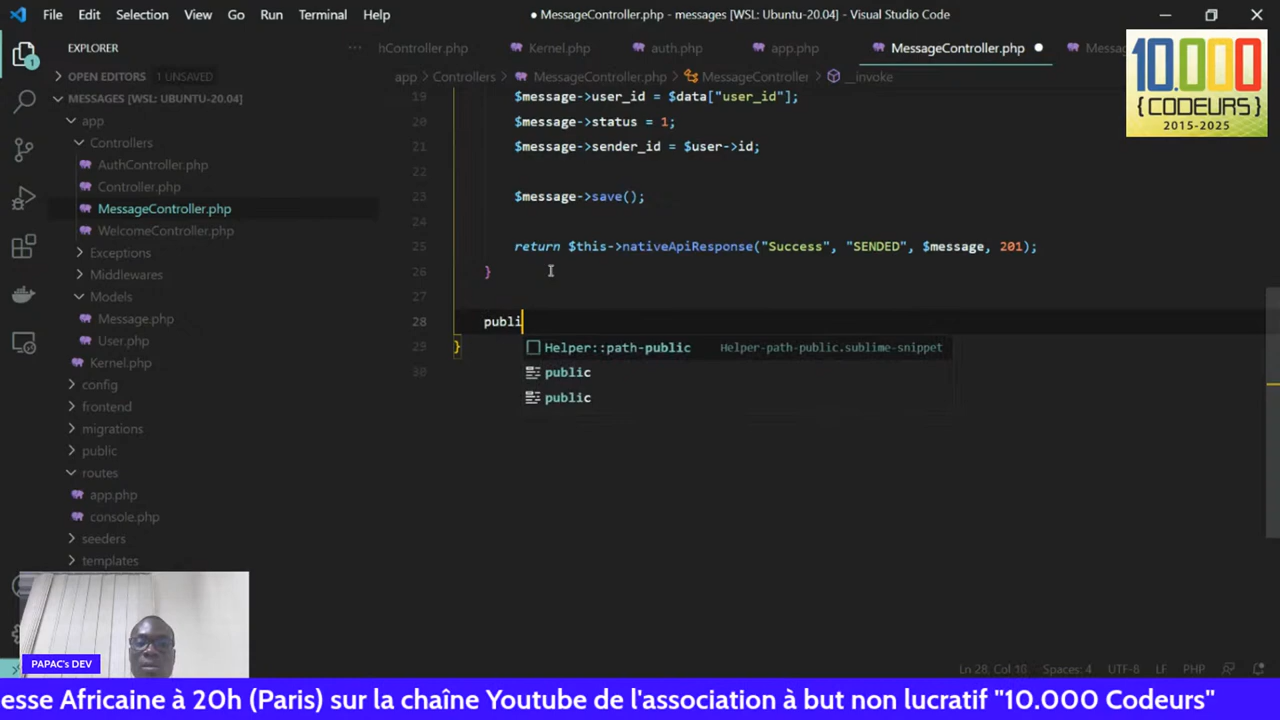 File Edit Selection View Go Run Terminal Help
● MessageController.php - messages [WSL: Ubuntu-20.04] - Visual Studio Code
EXPLORER
hController.php
Kernel.php
auth.php
app.php
MessageController.php
Mess
10.000
{CODEURS}
2015-2025
OPEN EDITORS 1 UNSAVED
MESSAGES [WSL: UBUNTU-20.04]
app
Controllers
AuthController.php
Controller.php
MessageController.php
WelcomeController.php
Exceptions
Middlewares
Models
Message.php
User.php
Kernel.php
config
frontend
migrations
public
routes
app.php
console.php
seeders
templates
app > Controllers > MessageController.php > MessageController > __invoke
19 $message->user_id = $data["user_id"];
20 $message->status = 1;
21 $message->sender_id = $user->id;
22
23 $message->save();
24
25 return $this->nativeApiResponse("Success", "SENDED", $message, 201);
26 }
27
28 publi
Helper::path-public Helper-path-public.sublime-snippet
29 }
public
30
public
PAPAC's DEV
Ln 28, Col 10 Spaces: 4 UTF-8 LF PHP
esse Africaine à 20h (Paris) sur la chaîne Youtube de l'association à but non lucratif "10.000 Codeurs"